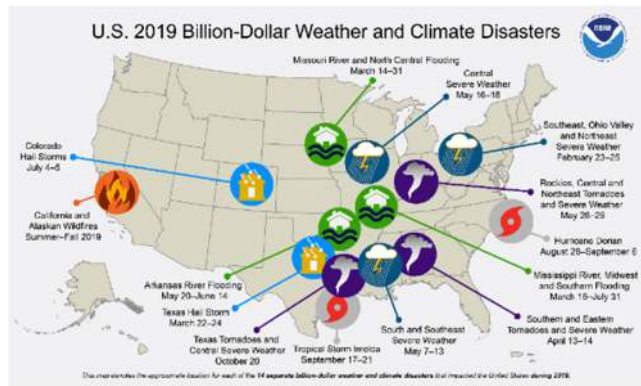 U.S. 2019 Billion-Dollar Weather and Climate Disasters
NOAA
Missouri River and North Central Flooding
March 14–31
Central
Severe Weather
May 16–18
Southeast, Ohio Valley
and Northeast
Severe Weather
February 23–25
Colorado
Hail Storms
July 4–5
Rockies, Central and
Northeast Tornadoes
and Severe Weather
May 26–29
California and
Alaskan Wildfires
Summer–Fall 2019
Hurricane Dorian
August 28–September 6
Arkansas River Flooding
May 20–June 14
Mississippi River, Midwest
and Southern Flooding
March 15–July 31
Texas Hail Storm
March 22–24
Southern and Eastern
Tornadoes and Severe Weather
April 13–14
Texas Tornadoes and
Central Severe Weather
October 20
Tropical Storm Imelda
September 17–21
South and Southeast
Severe Weather
May 7–13
This map denotes the approximate location for each of the 14 separate billion-dollar weather and climate disasters that impacted the United States during 2019.